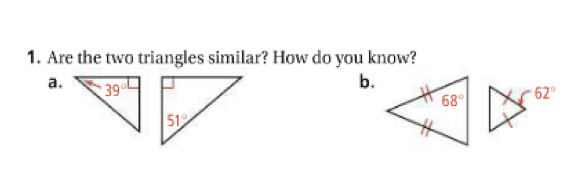 1. Are the two triangles similar? How do you know?
a. 39° 51° b. 68° 62°